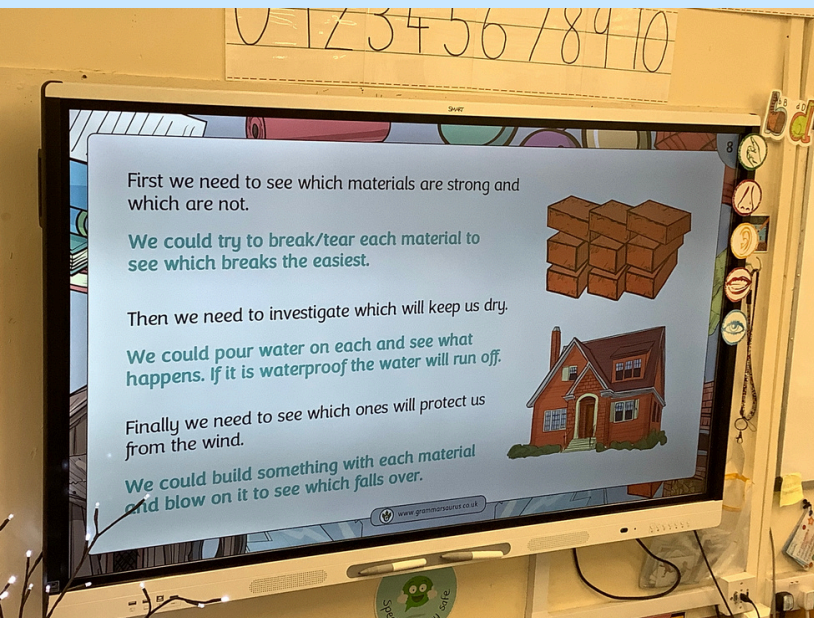 0 1 2 3 4 5 6 7 8 9 10
SMART
8
First we need to see which materials are strong and
which are not.
We could try to break/tear each material to
see which breaks the easiest.
Then we need to investigate which will keep us dry.
We could pour water on each and see what
happens. If it is waterproof the water will run off.
Finally we need to see which ones will protect us
from the wind.
We could build something with each material
and blow on it to see which falls over.
www.grammarsaurus.co.uk
b d
safe